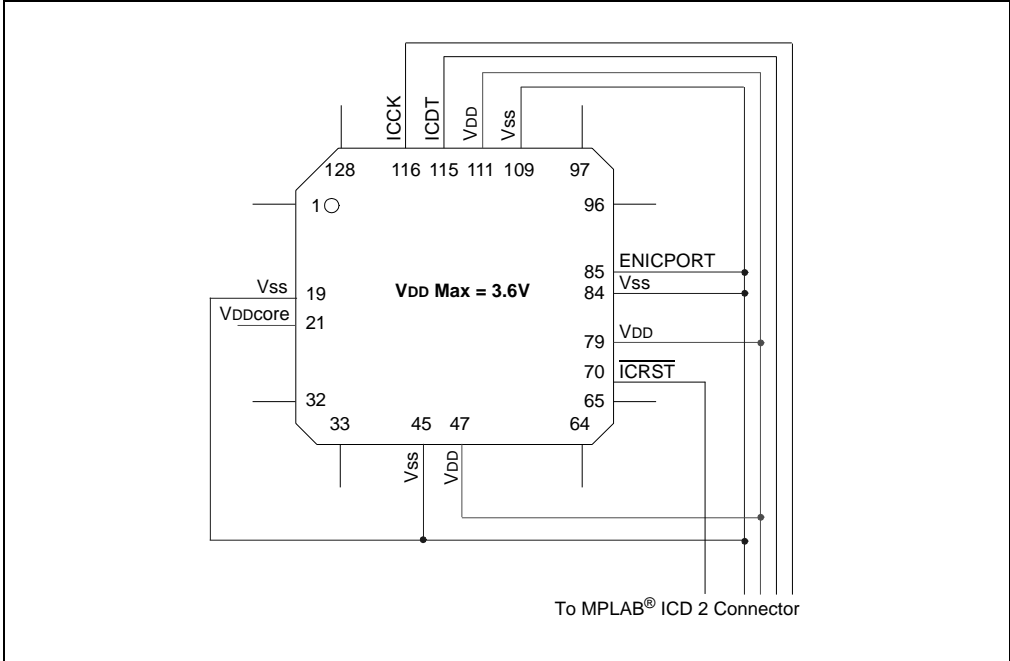 ICCK
ICDT
VDD
Vss
128
116 115 111 109
97
1
96
85
ENICPORT
84
Vss
Vss
19
VDD Max = 3.6V
VDDcore
21
79
VDD
70
ICRST
32
65
33
45
47
64
Vss
VDD
To MPLAB® ICD 2 Connector